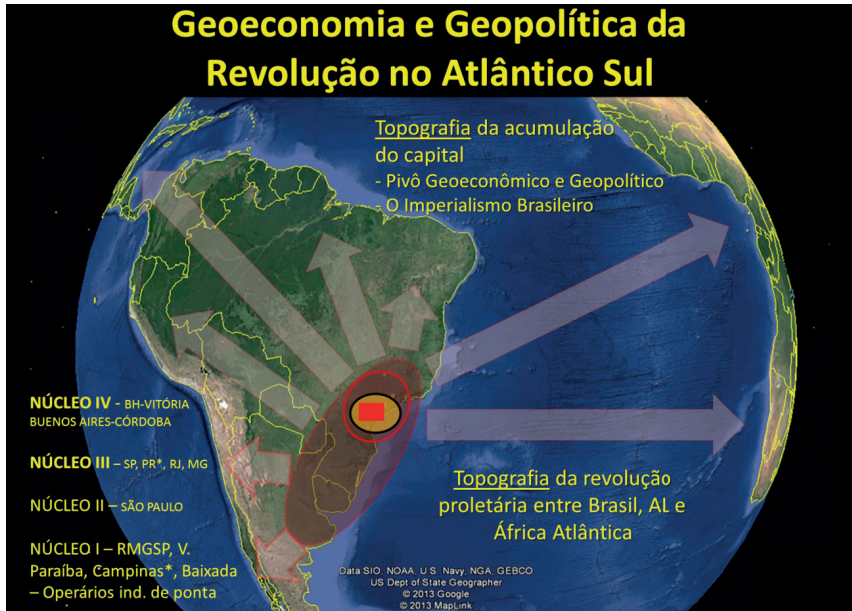 Geoeconomia e Geopolítica da
Revolução no Atlântico Sul
Topografia da acumulação
do capital
- Pivô Geoeconômico e Geopolítico
- O Imperialismo Brasileiro
NÚCLEO IV - BH-VITÓRIA
BUENOS AIRES-CÓRDOBA
NÚCLEO III – SP, PR*, RJ, MG
NÚCLEO II – SÃO PAULO
NÚCLEO I – RMGSP, V.
Paraíba, Campinas*, Baixada
– Operários ind. de ponta
Topografia da revolução
proletária entre Brasil, AL e
África Atlântica
Data SIO, NOAA, U.S. Navy, NGA, GEBCO
US Dept of State Geographer
© 2013 Google
© 2013 MapLink